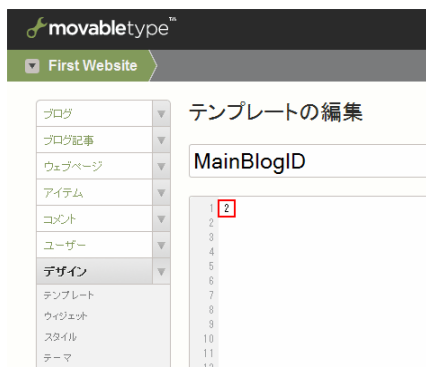 movabletype™
First Website
ブログ
ブログ記事
ウェブページ
アイテム
コメント
ユーザー
デザイン
テンプレート
ウィジェット
スタイル
テーマ
テンプレートの編集
MainBlogID
1 2
2
3
4
5
6
7
8
9
10
11
12